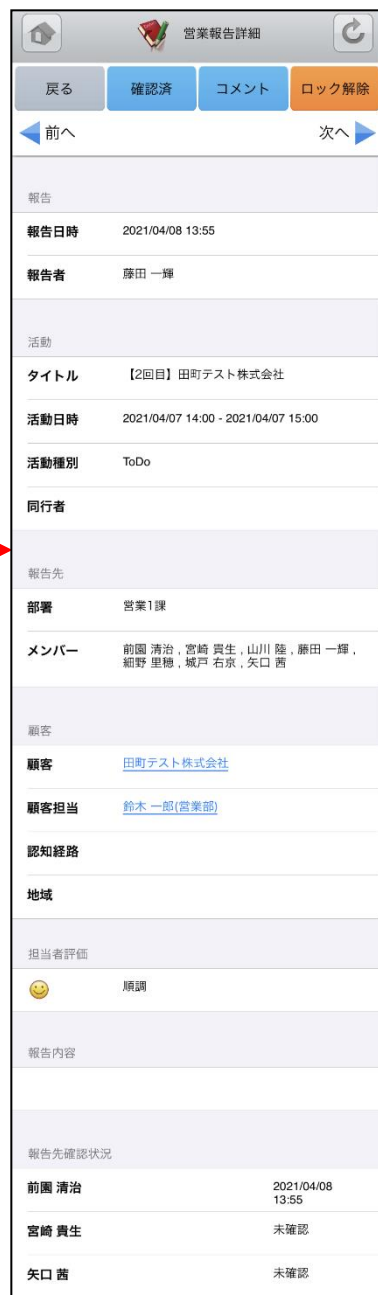 営業報告詳細
戻る 確認済 コメント ロック解除
前へ 次へ
報告
報告日時 2021/04/08 13:55
報告者 藤田 一輝
活動
タイトル 【2回目】田町テスト株式会社
活動日時 2021/04/07 14:00 - 2021/04/07 15:00
活動種別 ToDo
同行者
報告先
部署 営業1課
メンバー 前園 清治 , 宮崎 貴生 , 山川 陸 , 藤田 一輝 ,
細野 里穂 , 城戸 右京 , 矢口 茜
顧客
顧客 田町テスト株式会社
顧客担当 鈴木 一郎(営業部)
認知経路
地域
担当者評価
順調
報告内容
報告先確認状況
前園 清治 2021/04/08
13:55
宮崎 貴生 未確認
矢口 茜 未確認